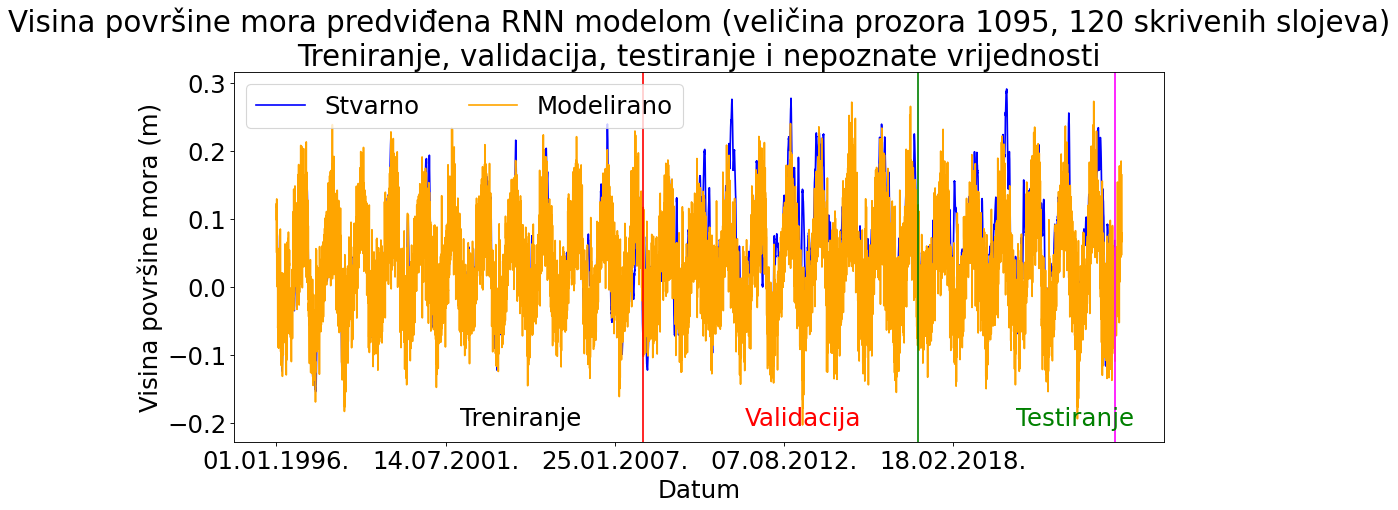 Visina površine mora predviđena RNN modelom (veličina prozora 1095, 120 skrivenih slojeva)
Treniranje, validacija, testiranje i nepoznate vrijednosti
Stvarno
Modelirano
Visina površine mora (m)
0.3
0.2
0.1
0.0
−0.1
−0.2
Treniranje
Validacija
Testiranje
01.01.1996.
14.07.2001.
25.01.2007.
07.08.2012.
18.02.2018.
Datum